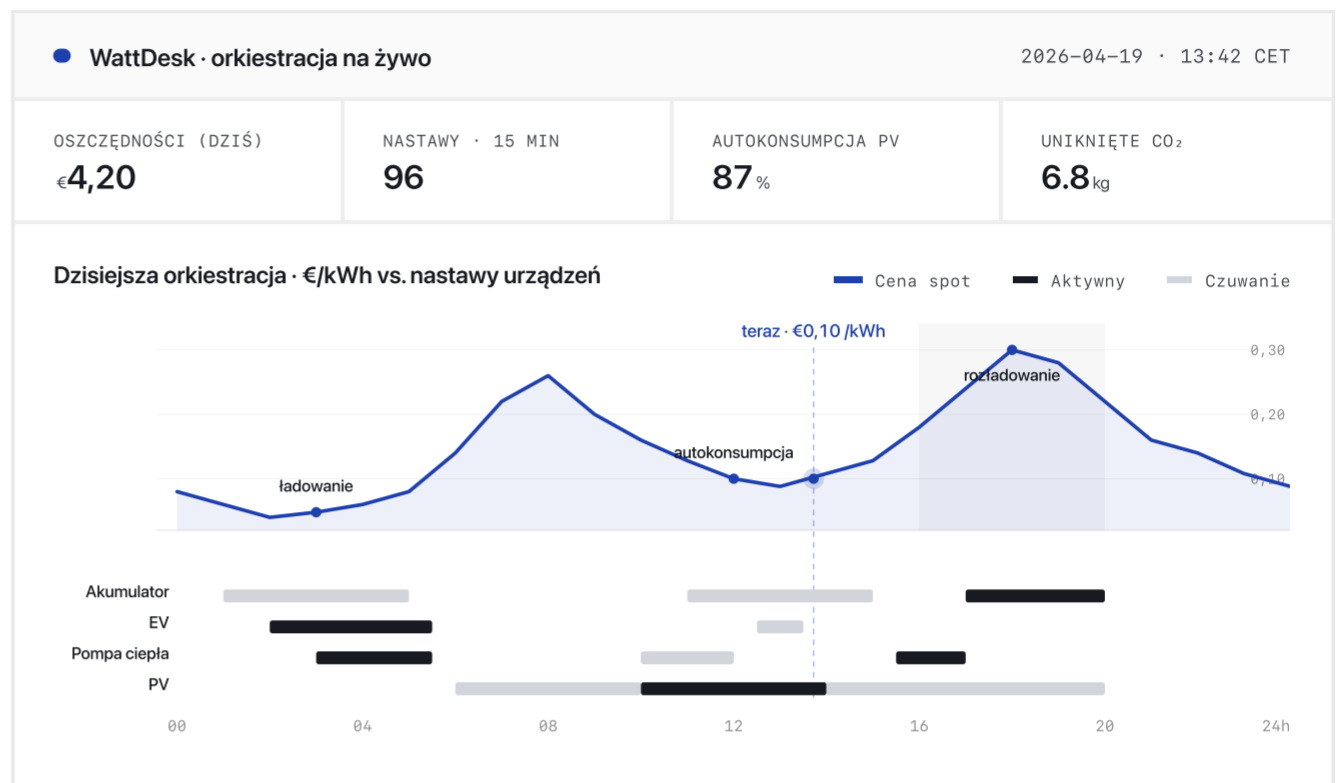 WattDesk · orkiestracja na żywo
2026–04–19 · 13:42 CET
OSZCZĘDNOŚCI (DZIŚ)
€4,20
NASTAWY · 15 MIN
96
AUTOKONSUMPCJA PV
87 %
UNIKNIĘTE CO₂
6.8 kg
Dzisiejsza orkiestracja · €/kWh vs. nastawy urządzeń
Cena spot
Aktywny
Czuwanie
teraz · €0,10 /kWh
0,30
rozładowanie
0,20
autokonsumpcja
0,10
ładowanie
Akumulator
EV
Pompa ciepła
PV
00 04 08 12 16 20 24h